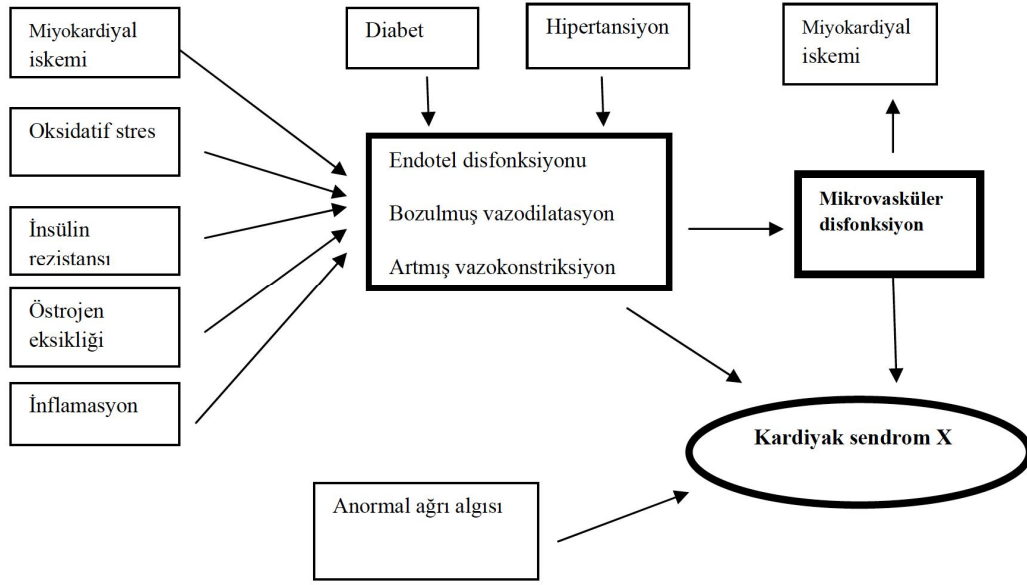 Miyokardiyal
iskemi
Diabet
Hipertansiyon
Miyokardiyal
iskemi
Oksidatif stres
Endotel disfonksiyonu
Bozulmuş vazodilatasyon
Artmış vazokonstriksiyon
Mikrovasküler
disfonksiyon
İnsülin
rezistansı
Östrojen
eksikliği
İnflamasyon
Kardiyak sendrom X
Anormal ağrı algısı